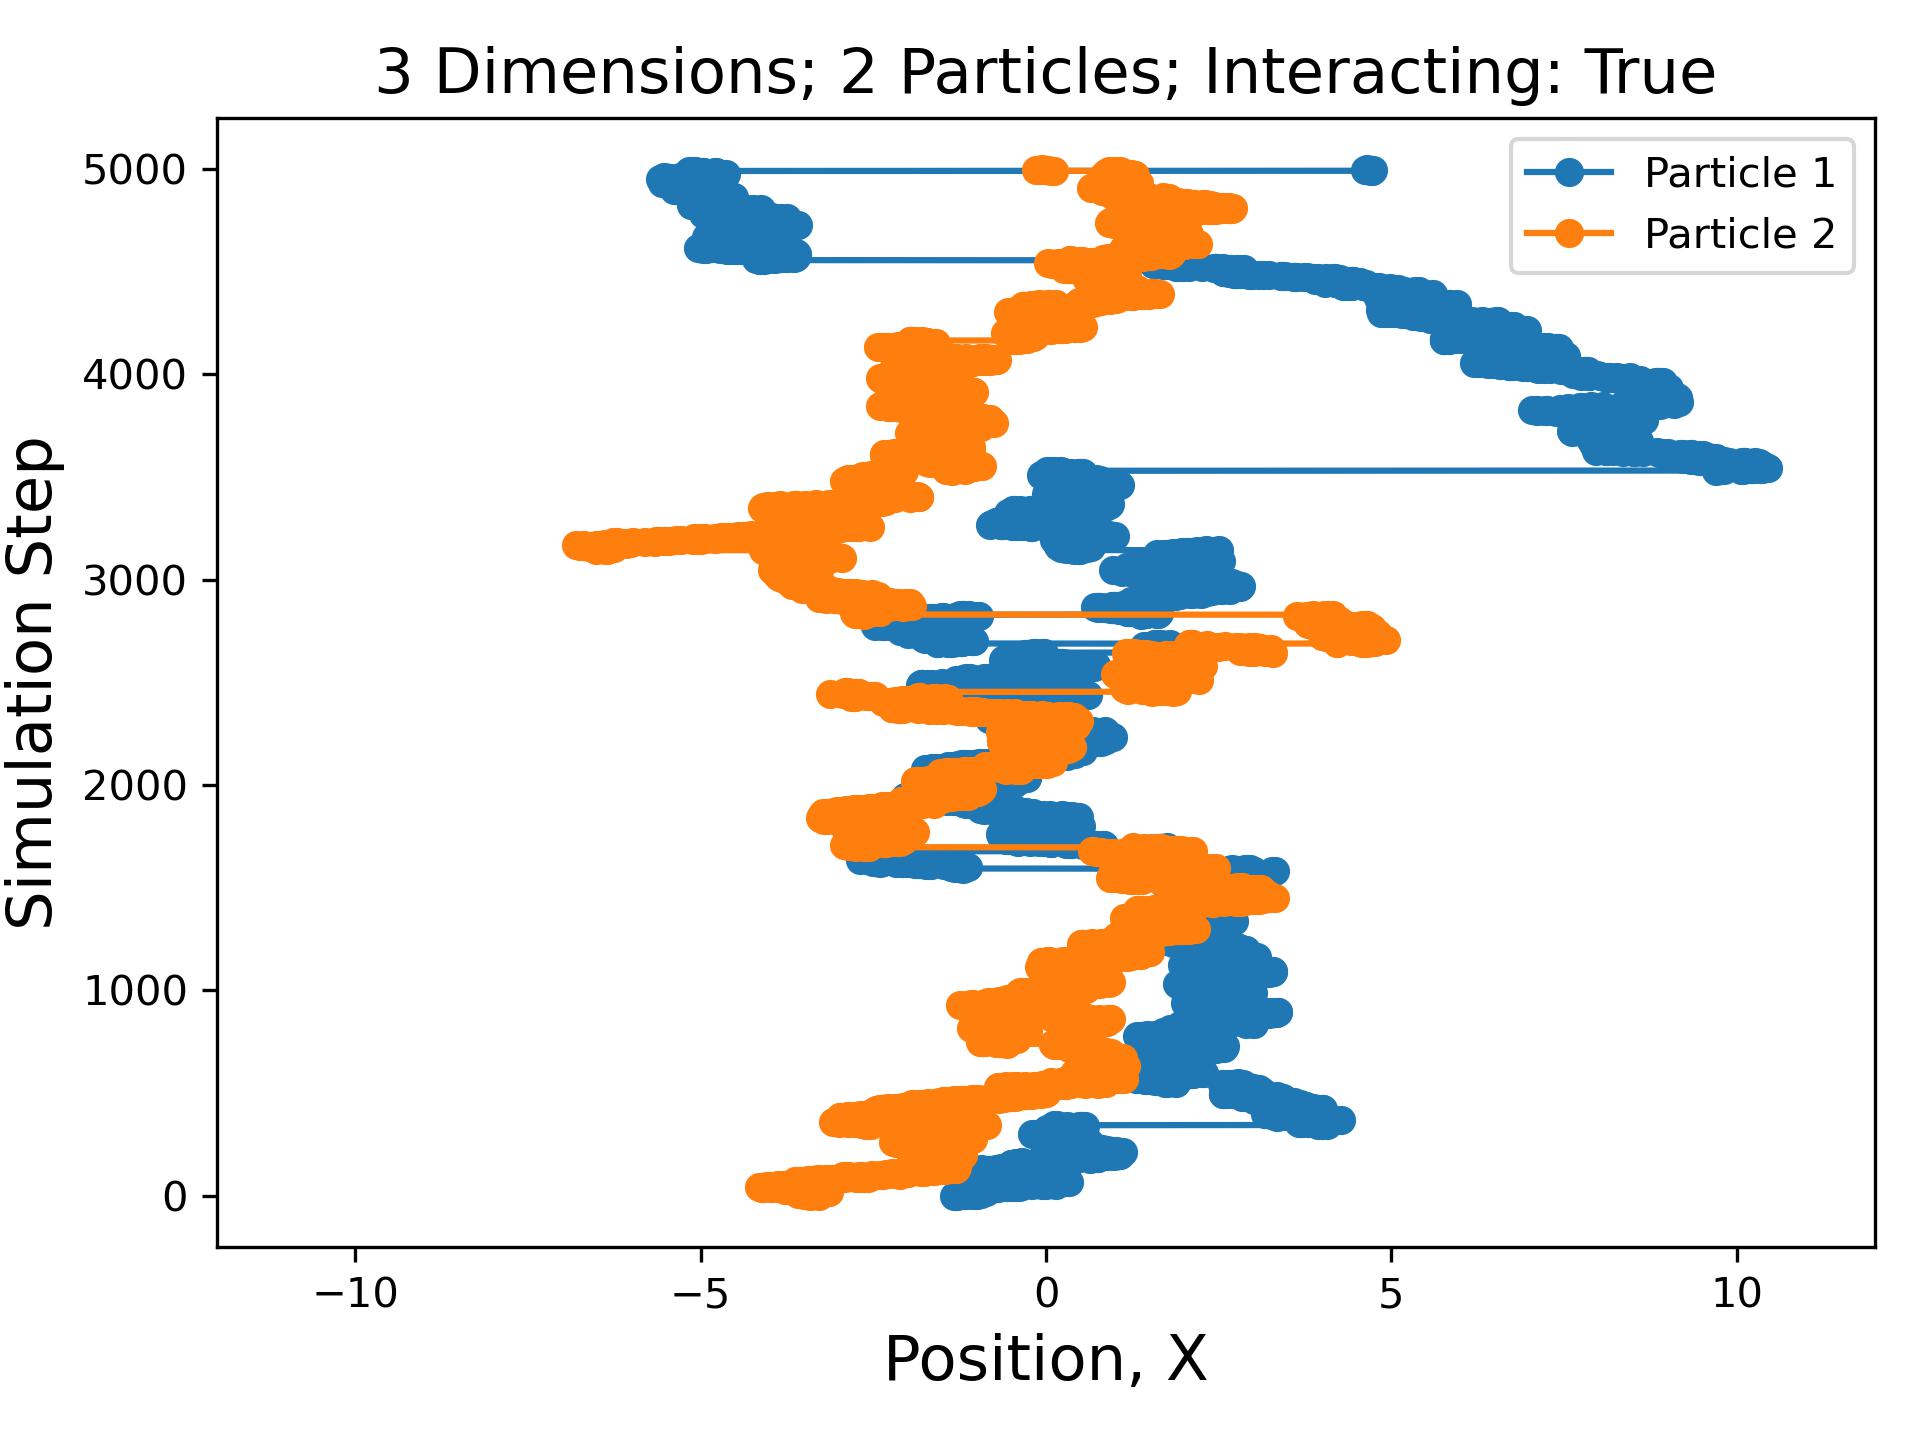 3 Dimensions; 2 Particles; Interacting: True
Particle 1
Particle 2
5000
4000
3000
2000
1000
0
Simulation Step
−10
−5
0
5
10
Position, X